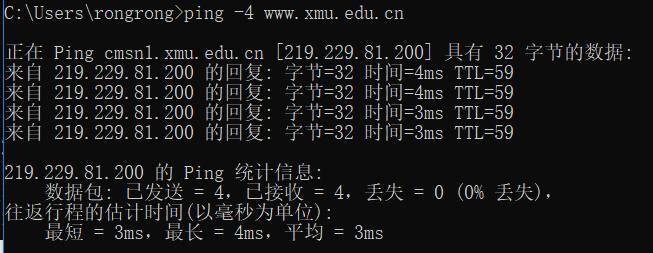 C:\Users\rongrong>ping -4 www.xmu.edu.cn
正在 Ping cmsn1.xmu.edu.cn [219.229.81.200] 具有 32 字节的数据:
来自 219.229.81.200 的回复: 字节=32 时间=4ms TTL=59
来自 219.229.81.200 的回复: 字节=32 时间=4ms TTL=59
来自 219.229.81.200 的回复: 字节=32 时间=3ms TTL=59
来自 219.229.81.200 的回复: 字节=32 时间=3ms TTL=59
219.229.81.200 的 Ping 统计信息:
数据包: 已发送 = 4，已接收 = 4，丢失 = 0 (0% 丢失)，
往返行程的估计时间(以毫秒为单位):
最短 = 3ms，最长 = 4ms，平均 = 3ms